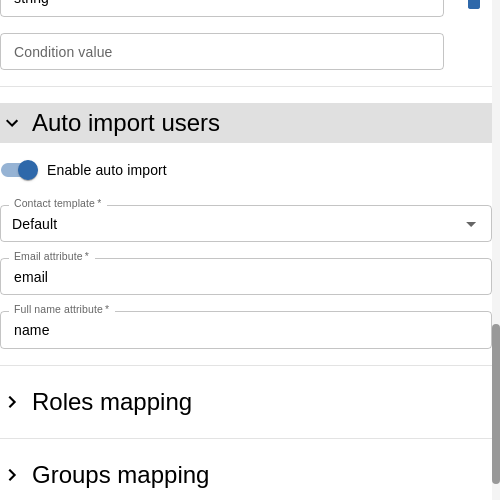 string
Condition value
Auto import users
Enable auto import
Contact template *
Default
Email attribute *
email
Full name attribute *
name
Roles mapping
Groups mapping